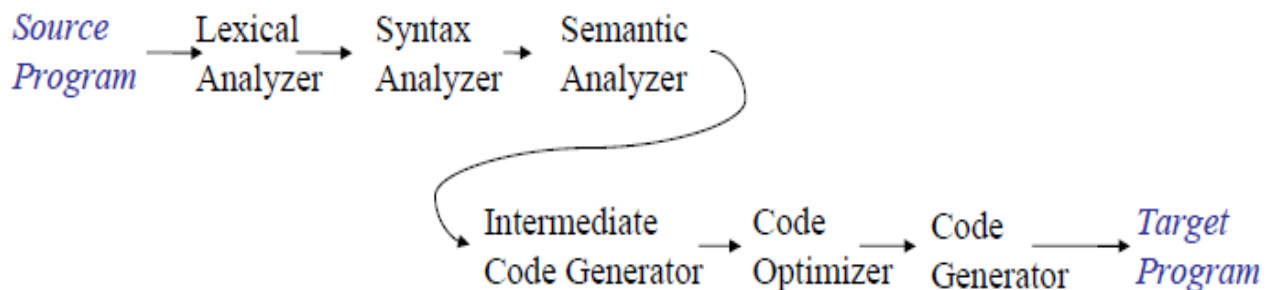 Source Program
Lexical Analyzer
Syntax Analyzer
Semantic Analyzer
Intermediate Code Generator
Code Optimizer
Code Generator
Target Program